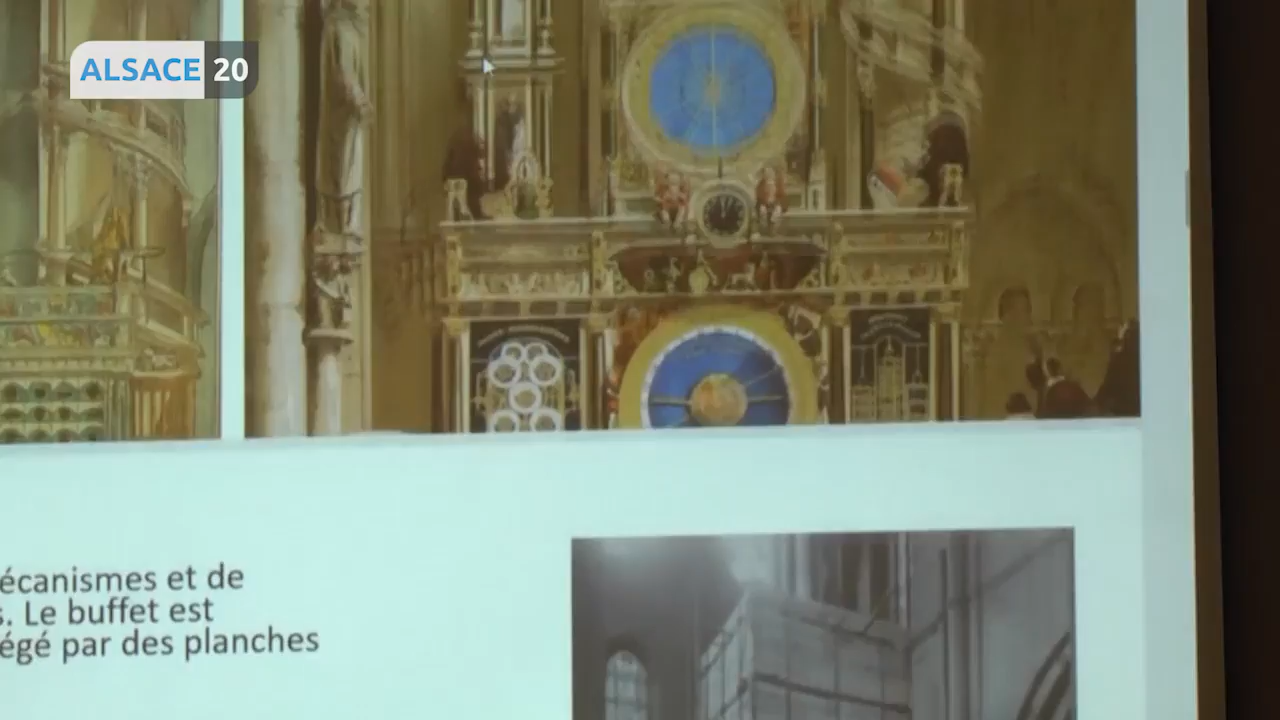 ALSACE 20
écanismes et de
s. Le buffet est
égé par des planches